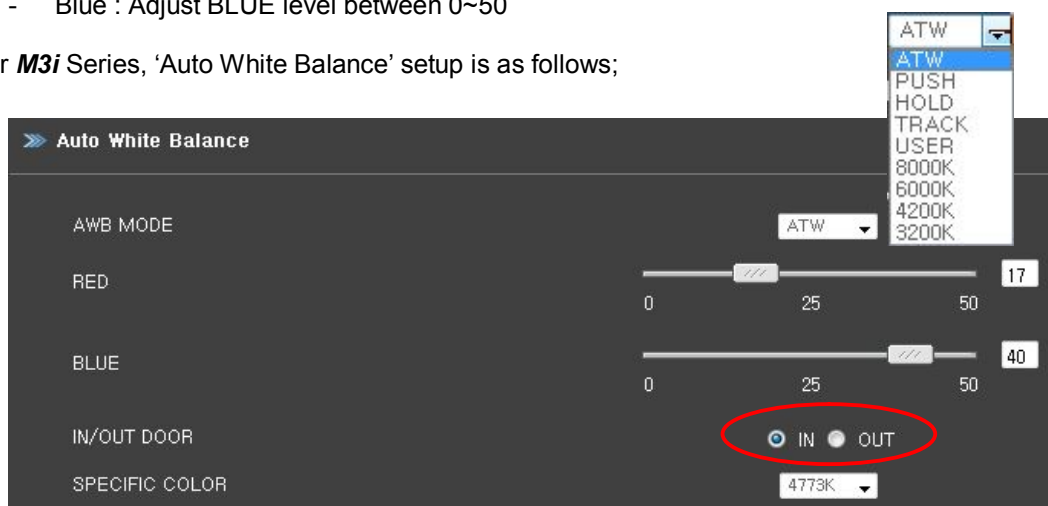 - Blue : Adjust BLUE level between 0~50
r M3i Series, ‘Auto White Balance’ setup is as follows;
ATW
ATW
PUSH
HOLD
TRACK
USER
8000K
6000K
4200K
3200K
Auto White Balance
AWB MODE ATW
RED 17
0 25 50
BLUE 40
0 25 50
IN/OUT DOOR IN OUT
SPECIFIC COLOR 4773K